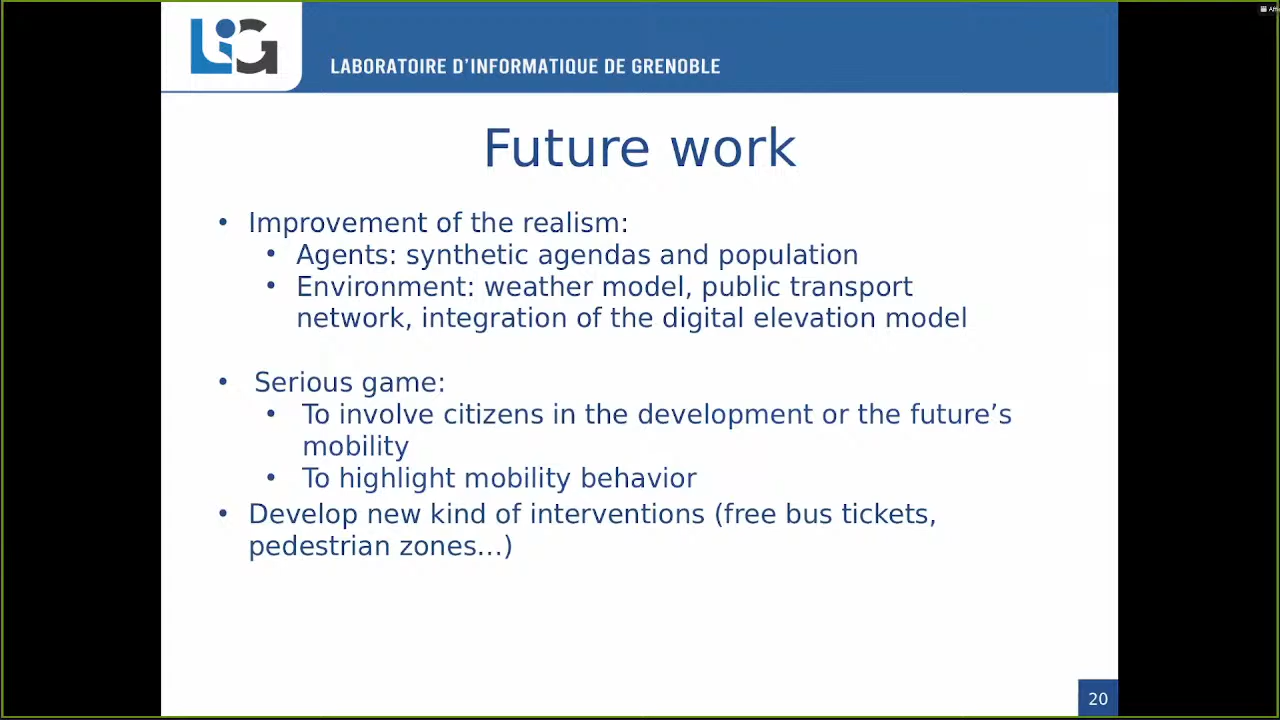 LiG
LABORATOIRE D’INFORMATIQUE DE GRENOBLE
Future work
• Improvement of the realism:
• Agents: synthetic agendas and population
• Environment: weather model, public transport
network, integration of the digital elevation model
• Serious game:
• To involve citizens in the development or the future’s
mobility
• To highlight mobility behavior
• Develop new kind of interventions (free bus tickets,
pedestrian zones…)
20